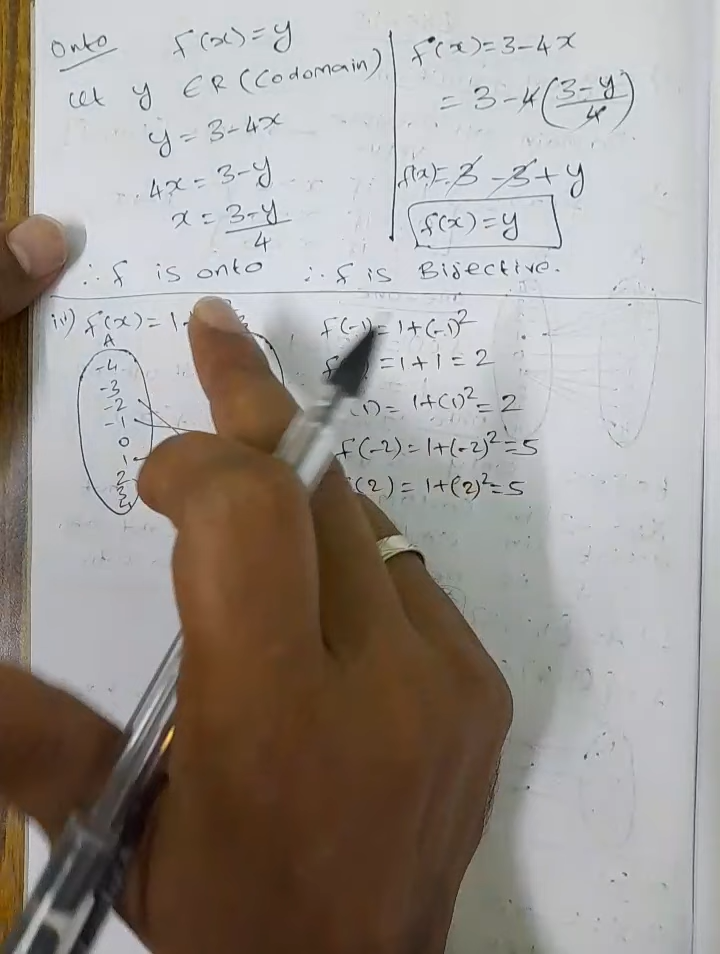 Onto f(x) = y
Let y ∈ R (Codomain)
y = 3 - 4x
4x = 3 - y
x = 3-y/4
f(x) = 3 - 4x
= 3 - 4(3-y/4)
f(x) = 3 - 3 + y
f(x) = y
∴ f is onto ∴ f is Bijective.
f(x) = 1
A
-4
-3
-2
-1
0
1
2
3
f(-1) = 1+(-1)²
= 1+1 = 2
(1) = 1+(1)² = 2
f(-2) = 1+(-2)² = 5
(2) = 1+(2)² = 5